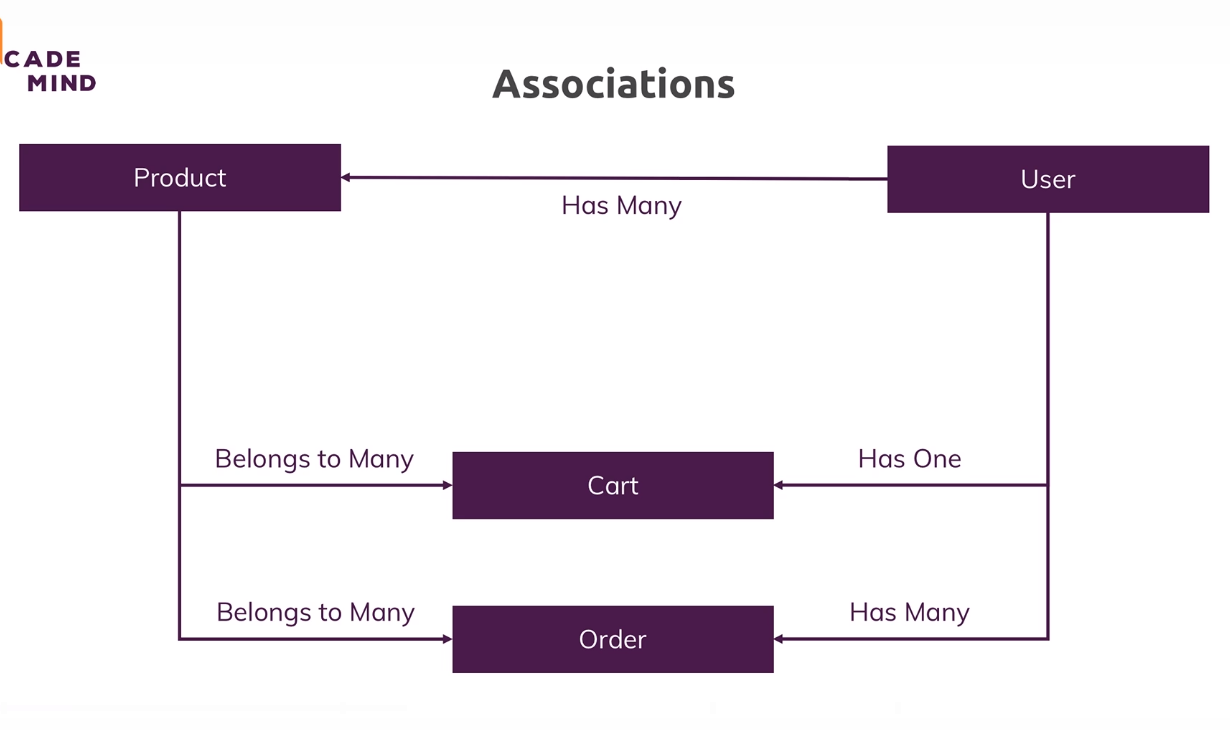 CADE
MIND
Associations
Product
User
Has Many
Belongs to Many
Has One
Cart
Belongs to Many
Has Many
Order